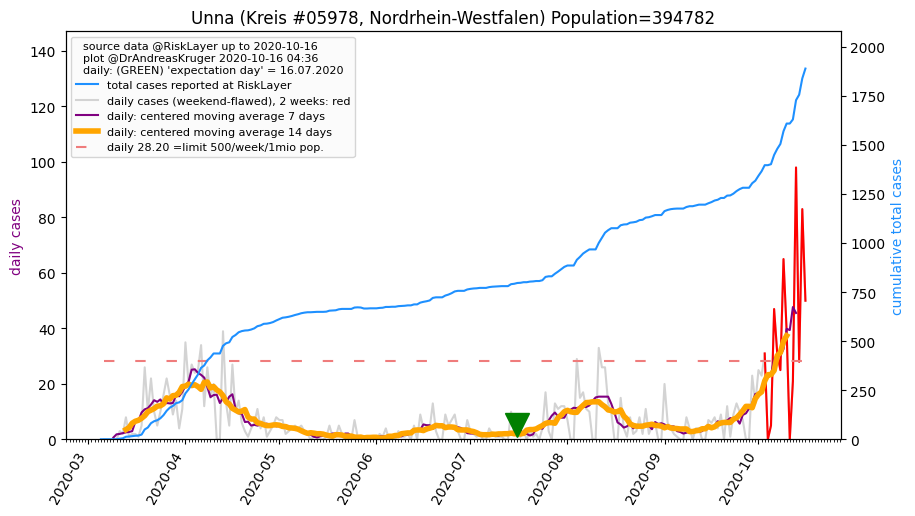 Unna (Kreis #05978, Nordrhein-Westfalen) Population=394782
source data @RiskLayer up to 2020-10-16
plot @DrAndreasKruger 2020-10-16 04:36
daily: (GREEN) 'expectation day' = 16.07.2020
total cases reported at RiskLayer
daily cases (weekend-flawed), 2 weeks: red
daily: centered moving average 7 days
daily: centered moving average 14 days
daily 28.20 =limit 500/week/1mio pop.
daily cases
140
120
100
80
60
40
20
0
cumulative total cases
2000
1750
1500
1250
1000
750
500
250
0
2020-03
2020-04
2020-05
2020-06
2020-07
2020-08
2020-09
2020-10